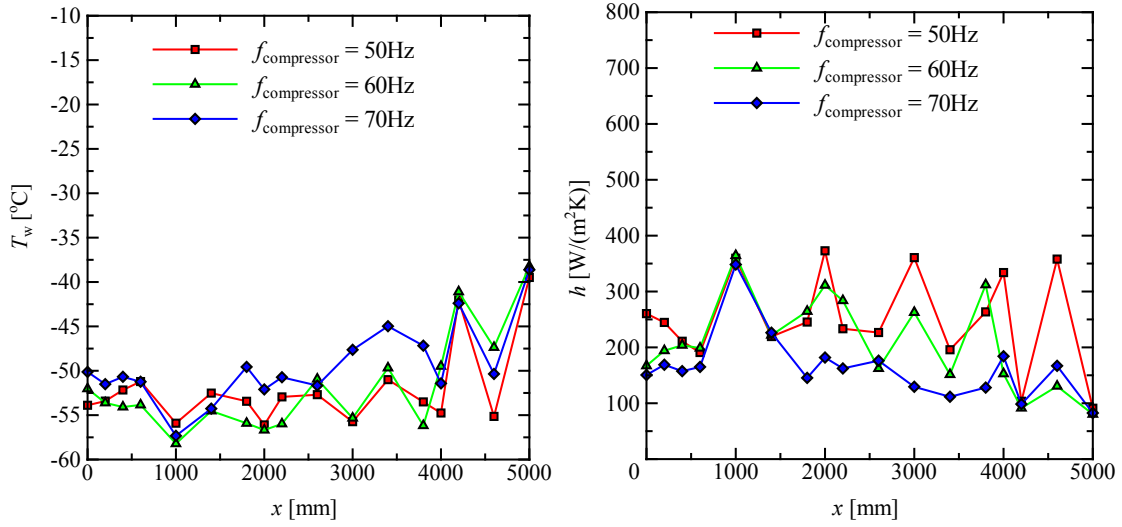 -10
-15
-20
-25
-30
-35
-40
-45
-50
-55
-60
T_w [°C]
f_compressor = 50Hz
f_compressor = 60Hz
f_compressor = 70Hz
0 1000 2000 3000 4000 5000
x [mm]
800
700
600
500
400
300
200
100
0
h [W/(m²K)]
f_compressor = 50Hz
f_compressor = 60Hz
f_compressor = 70Hz
0 1000 2000 3000 4000 5000
x [mm]